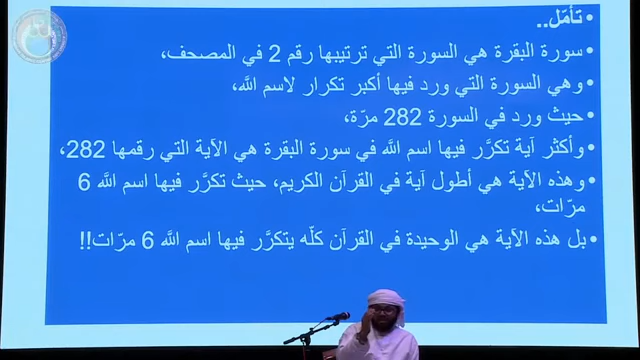 • تأمّل..
• سورة البقرة هي السورة التي ترتيبها رقم 2 في المصحف،
• وهي السورة التي ورد فيها أكبر تكرار لاسم الله،
• حيث ورد في السورة 282 مرّة،
• وأكثر آية تكرَّر فيها اسم الله في سورة البقرة هي الآية التي رقمها 282،
• وهذه الآية هي أطول آية في القرآن الكريم، حيث تكرَّر فيها اسم الله 6
مرّات،
• بل هذه الآية هي الوحيدة في القرآن كلّه يتكرَّر فيها اسم الله 6 مرّات!!